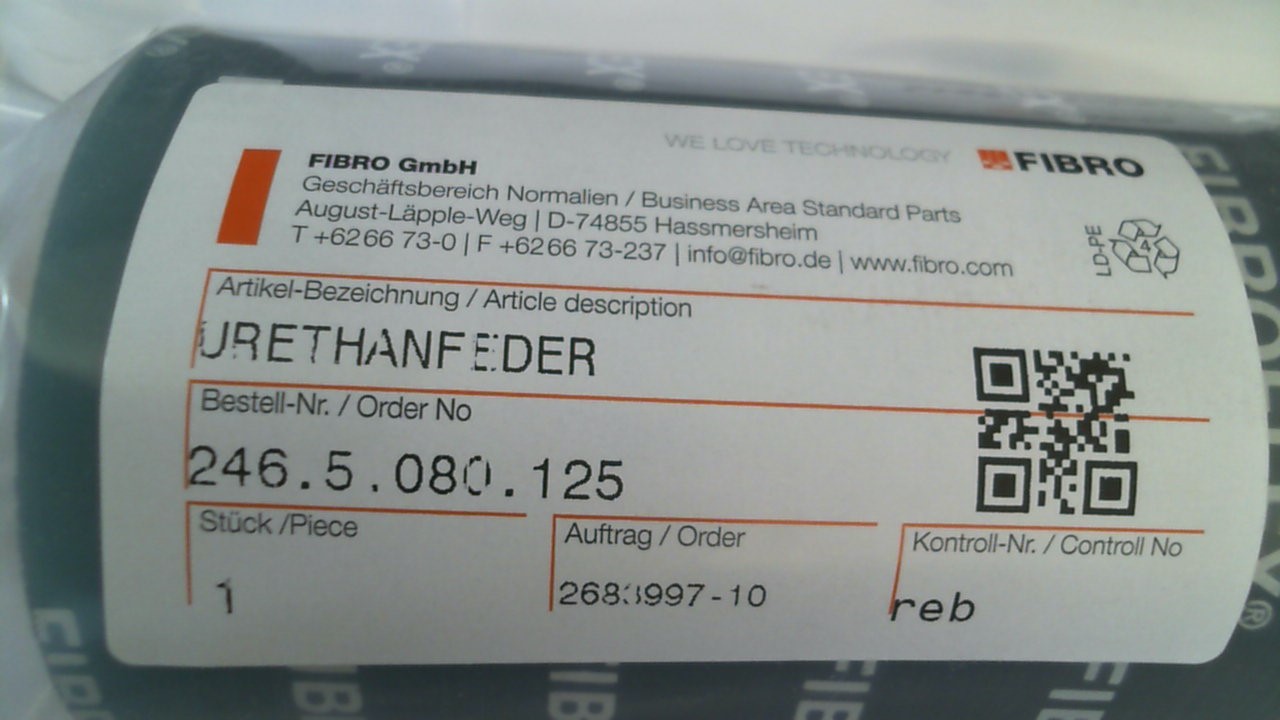 WE LOVE TECHNOLOGY FIBRO
FIBRO GmbH
Geschäftsbereich Normalien / Business Area Standard Parts
August-Läpple-Weg | D-74855 Hassmersheim
T +6266 73-0 | F +6266 73-237 | info@fibro.de | www.fibro.com
LD-PE
4
Artikel-Bezeichnung / Article description
URETHANFEDER
Bestell-Nr. / Order No
246.5.080.125
Stück /Piece
1
Auftrag / Order
Kontroll-Nr. / Controll No
reb